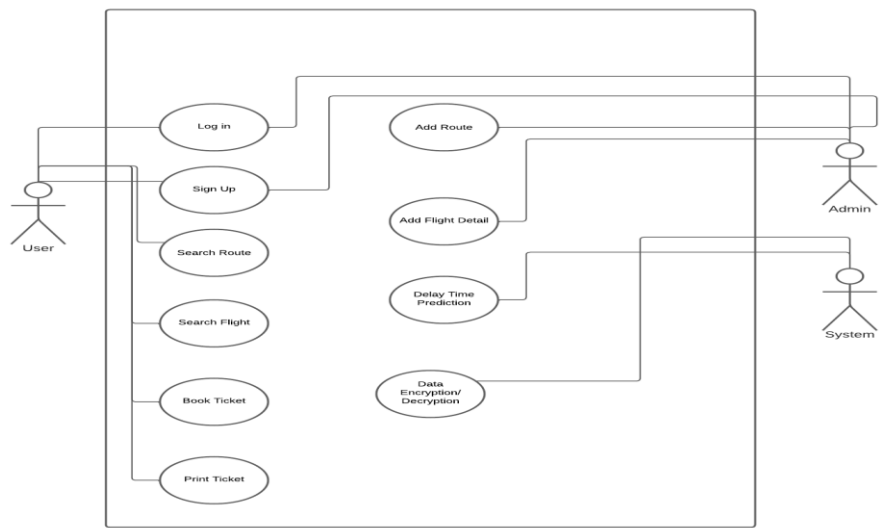 Log in
Add Route
Sign Up
Admin
Add Flight Detail
User
Search Route
Delay Time
Prediction
Search Flight
System
Data
Encryption/
Decryption
Book Ticket
Print Ticket